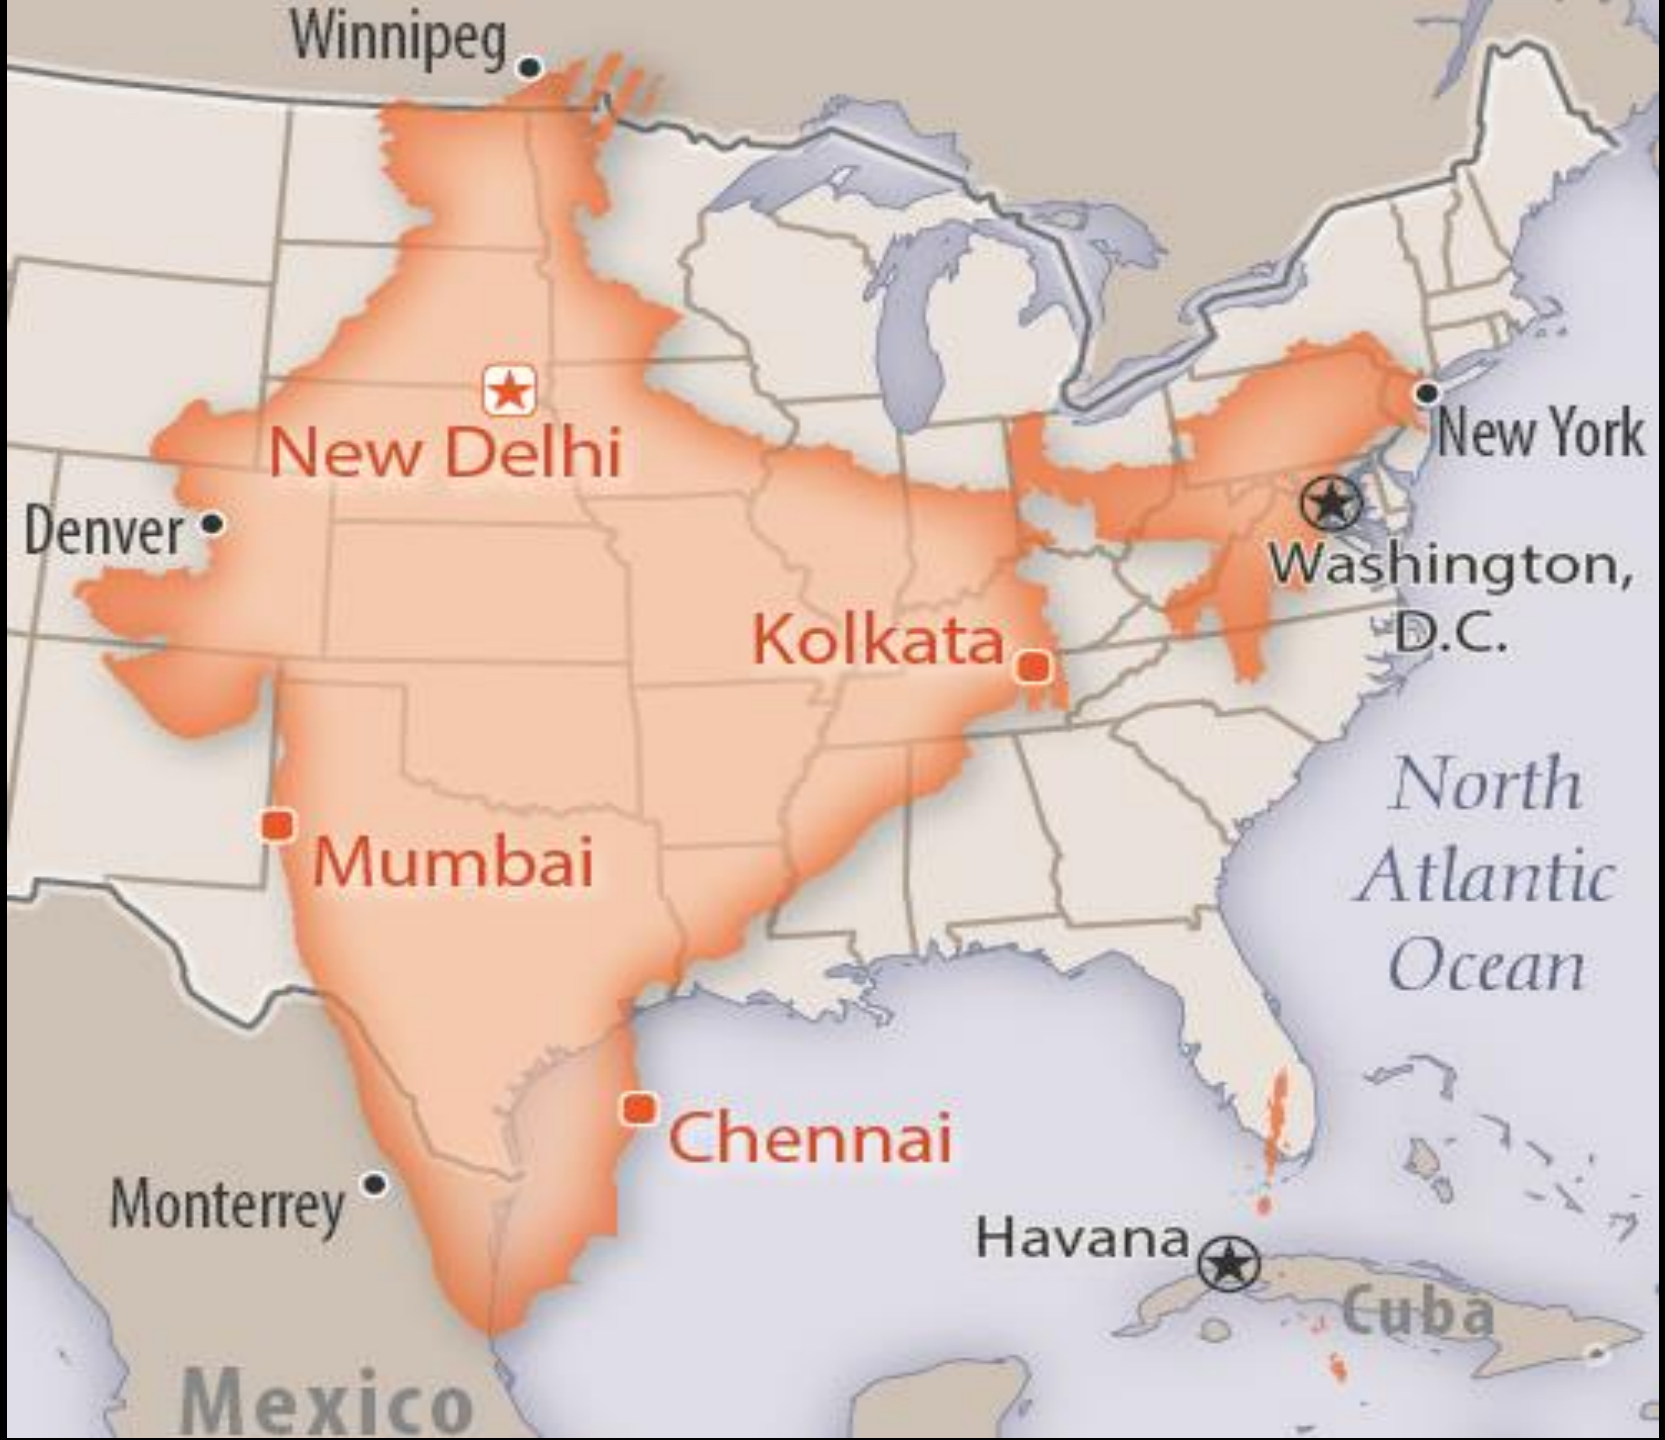 Winnipeg
New York
New Delhi
Denver
Washington,
D.C.
Kolkata
North
Atlantic
Ocean
Mumbai
Chennai
Monterrey
Havana
Cuba
Mexico